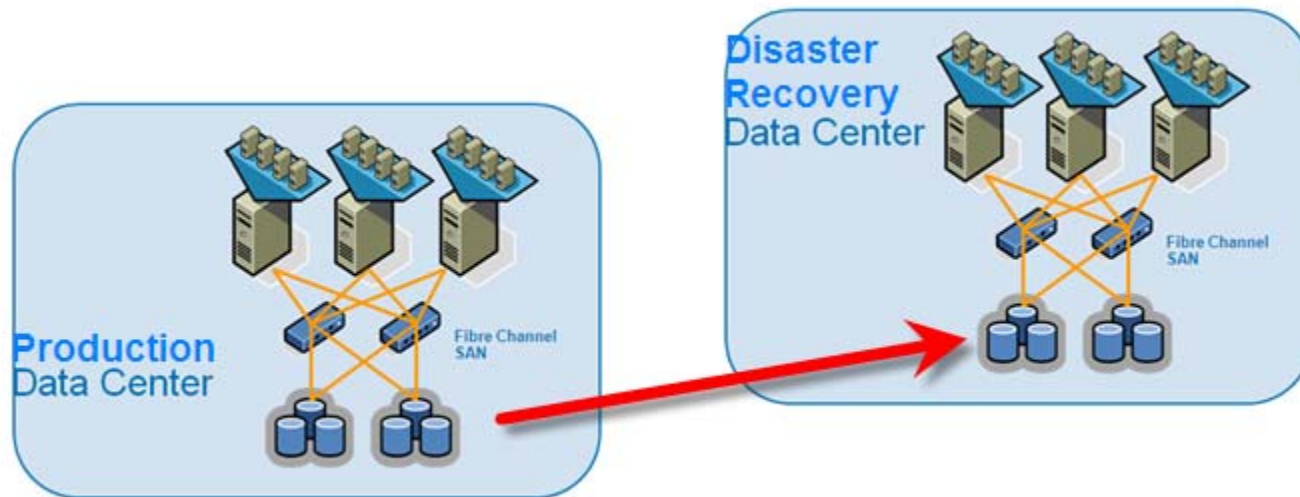 Disaster
Recovery
Data Center
Fibre Channel
SAN
Production
Data Center
Fibre Channel
SAN